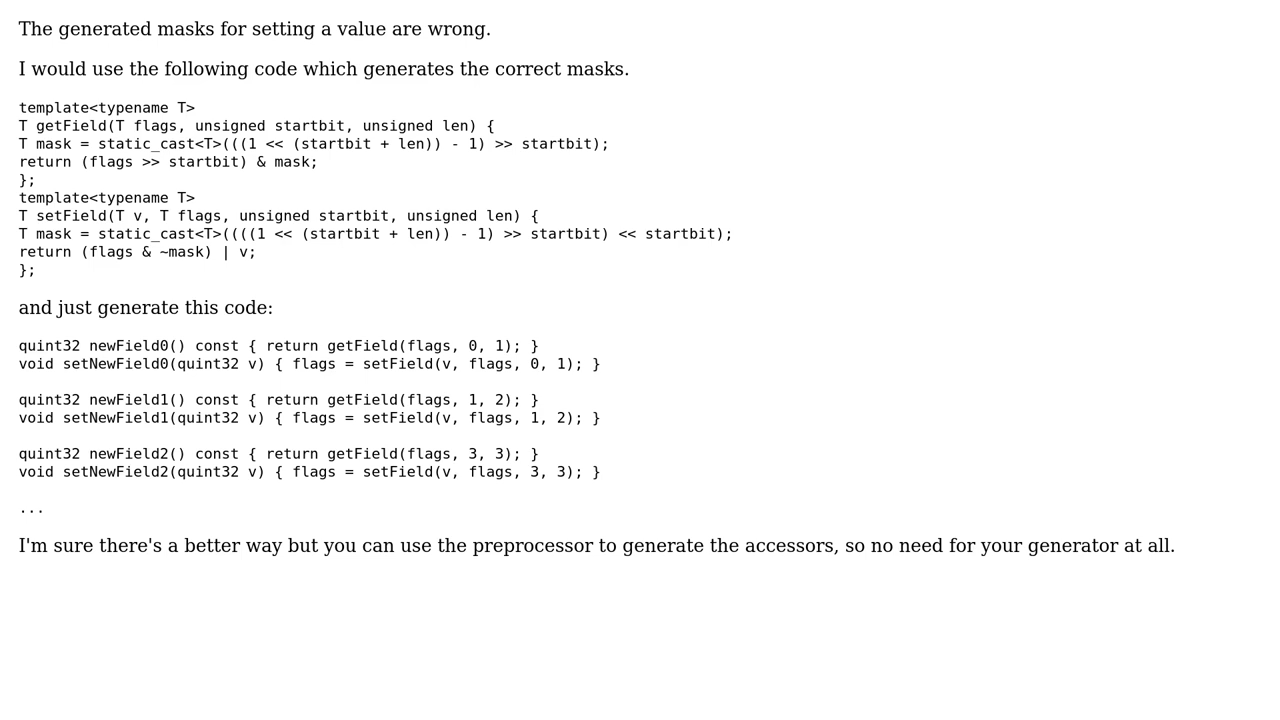 The generated masks for setting a value are wrong.
I would use the following code which generates the correct masks.
template<typename T>
T getField(T flags, unsigned startbit, unsigned len) {
T mask = static_cast<T>(((1 << (startbit + len)) - 1) >> startbit);
return (flags >> startbit) & mask;
};
template<typename T>
T setField(T v, T flags, unsigned startbit, unsigned len) {
T mask = static_cast<T>((((1 << (startbit + len)) - 1) >> startbit) << startbit);
return (flags & ~mask) | v;
};
and just generate this code:
quint32 newField0() const { return getField(flags, 0, 1); }
void setNewField0(quint32 v) { flags = setField(v, flags, 0, 1); }
quint32 newField1() const { return getField(flags, 1, 2); }
void setNewField1(quint32 v) { flags = setField(v, flags, 1, 2); }
quint32 newField2() const { return getField(flags, 3, 3); }
void setNewField2(quint32 v) { flags = setField(v, flags, 3, 3); }
...
I'm sure there's a better way but you can use the preprocessor to generate the accessors, so no need for your generator at all.